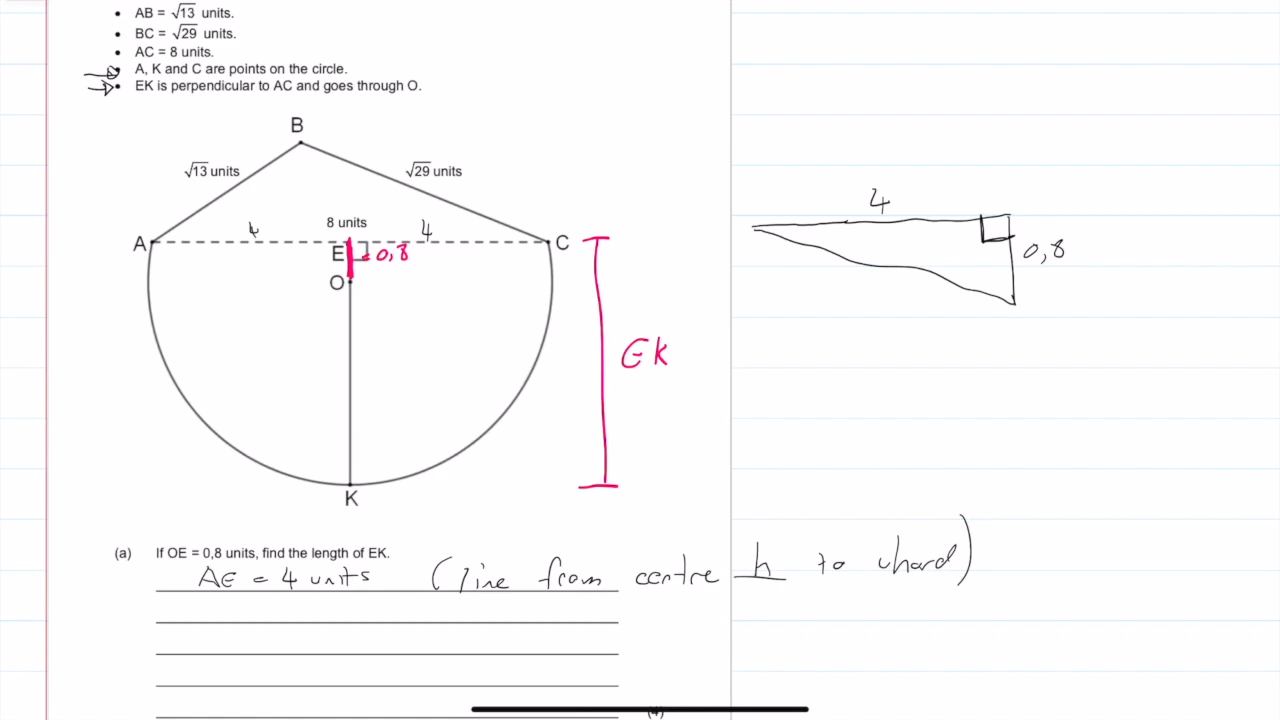 • AB = √13 units.
• BC = √29 units.
• AC = 8 units.
• A, K and C are points on the circle.
• EK is perpendicular to AC and goes through O.
B
√13 units
√29 units
4
8 units
4
A
E
= 0,8
C
O
K
EK
4
0,8
(a) If OE = 0,8 units, find the length of EK.
AE = 4 units (line from centre to chord)
(4)